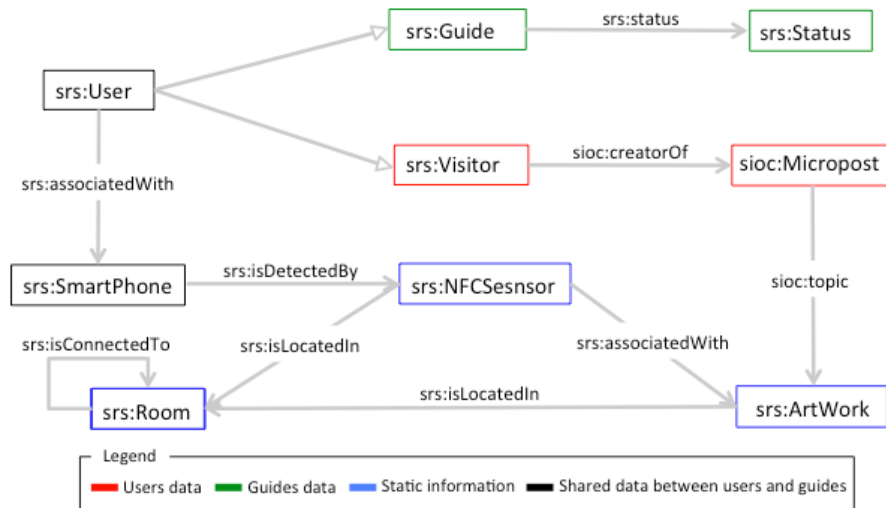 srs:Guide
srs:status
srs:Status
srs:User
srs:Visitor
sioc:creatorOf
sioc:Micropost
srs:associatedWith
srs:SmartPhone
srs:isDetectedBy
srs:NFCSesnsor
sioc:topic
srs:isConnectedTo
srs:isLocatedIn
srs:associatedWith
srs:Room
srs:isLocatedIn
srs:ArtWork
Legend
Users data
Guides data
Static information
Shared data between users and guides